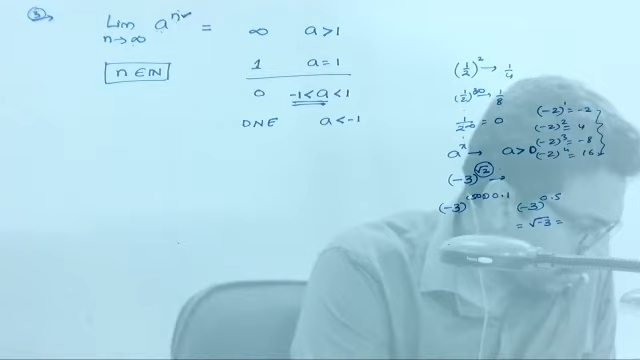 ③
Lim a^n = ∞ a>1
n→∞
n∈N
1 a=1
0 -1<a<1
DNE a<-1
(1/2)^2 → 1/4
(1/2)^3 → 1/8
= 0
a^x → a>0
(-3)^√2 →
(-3) (-3)^0.5
= √-3 =
(-2)^1 = -2
(-2)^2 = 4
(-2)^3 = -8
(-2)^4 = 16